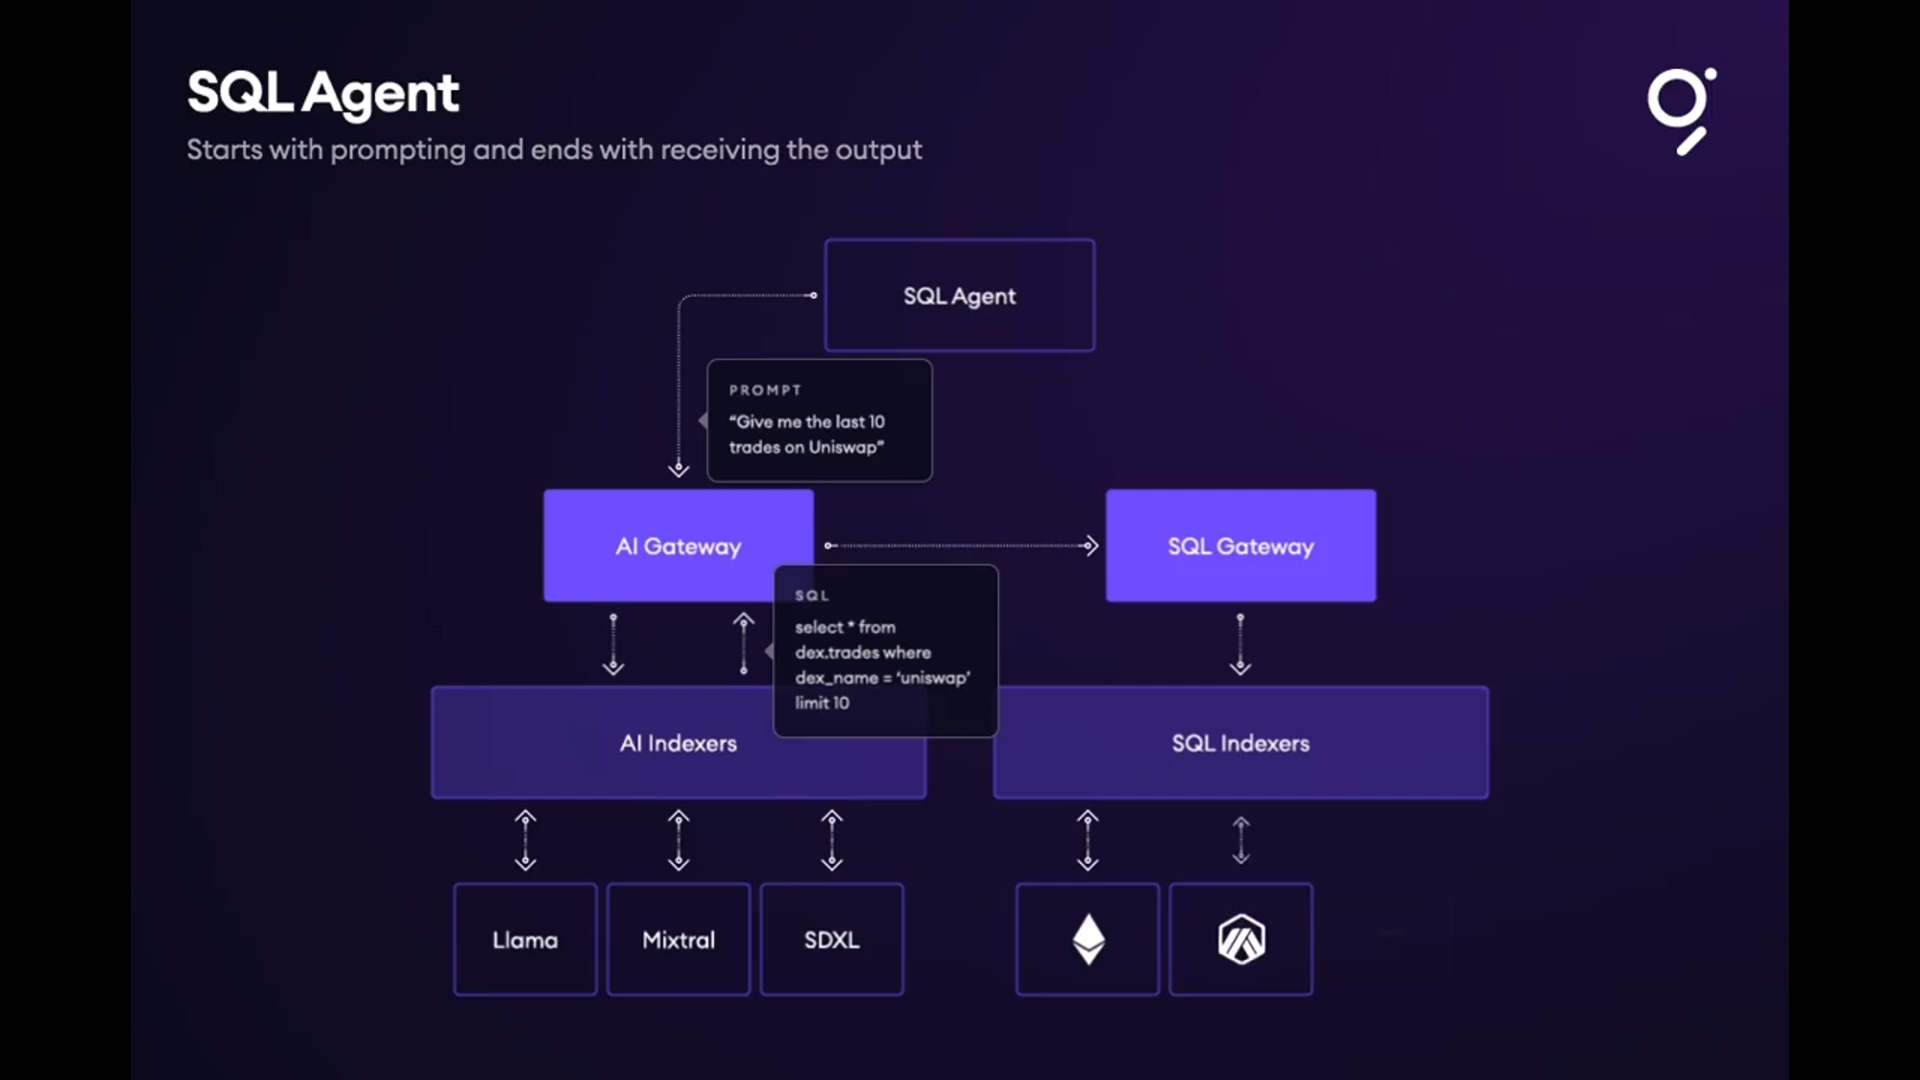 SQL Agent
Starts with prompting and ends with receiving the output
SQL Agent
PROMPT
“Give me the last 10
trades on Uniswap”
AI Gateway
SQL Gateway
SQL
select * from
dex.trades where
dex_name = ‘uniswap’
limit 10
AI Indexers
SQL Indexers
Llama
Mixtral
SDXL